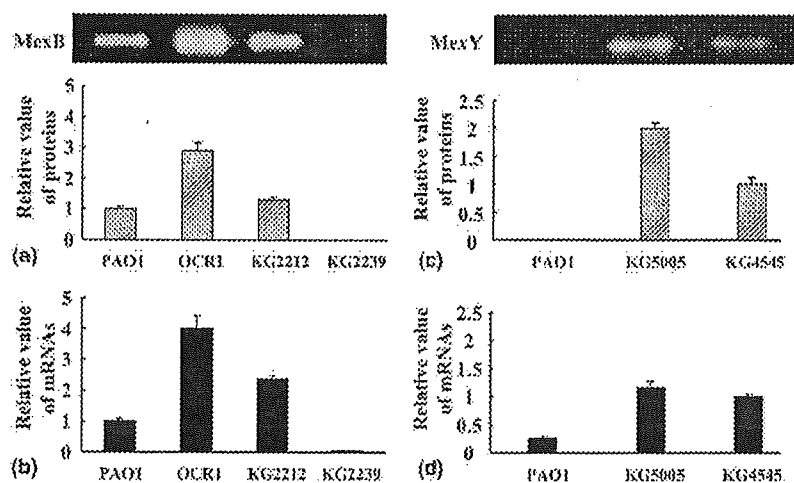 MexB
MexY
Relative value
of proteins
5
4
3
2
1
0
(a)
PAO1
OCR1
KG2212
KG2239
Relative value
of proteins
2.5
2
1.5
1
0.5
0
(c)
PAO1
KG5005
KG4545
Relative value
of mRNAs
5
4
3
2
1
0
(b)
PAO1
OCR1
KG2212
KG2239
Relative value
of mRNAs
2.5
2
1.5
1
0.5
0
(d)
PAO1
KG5005
KG4545